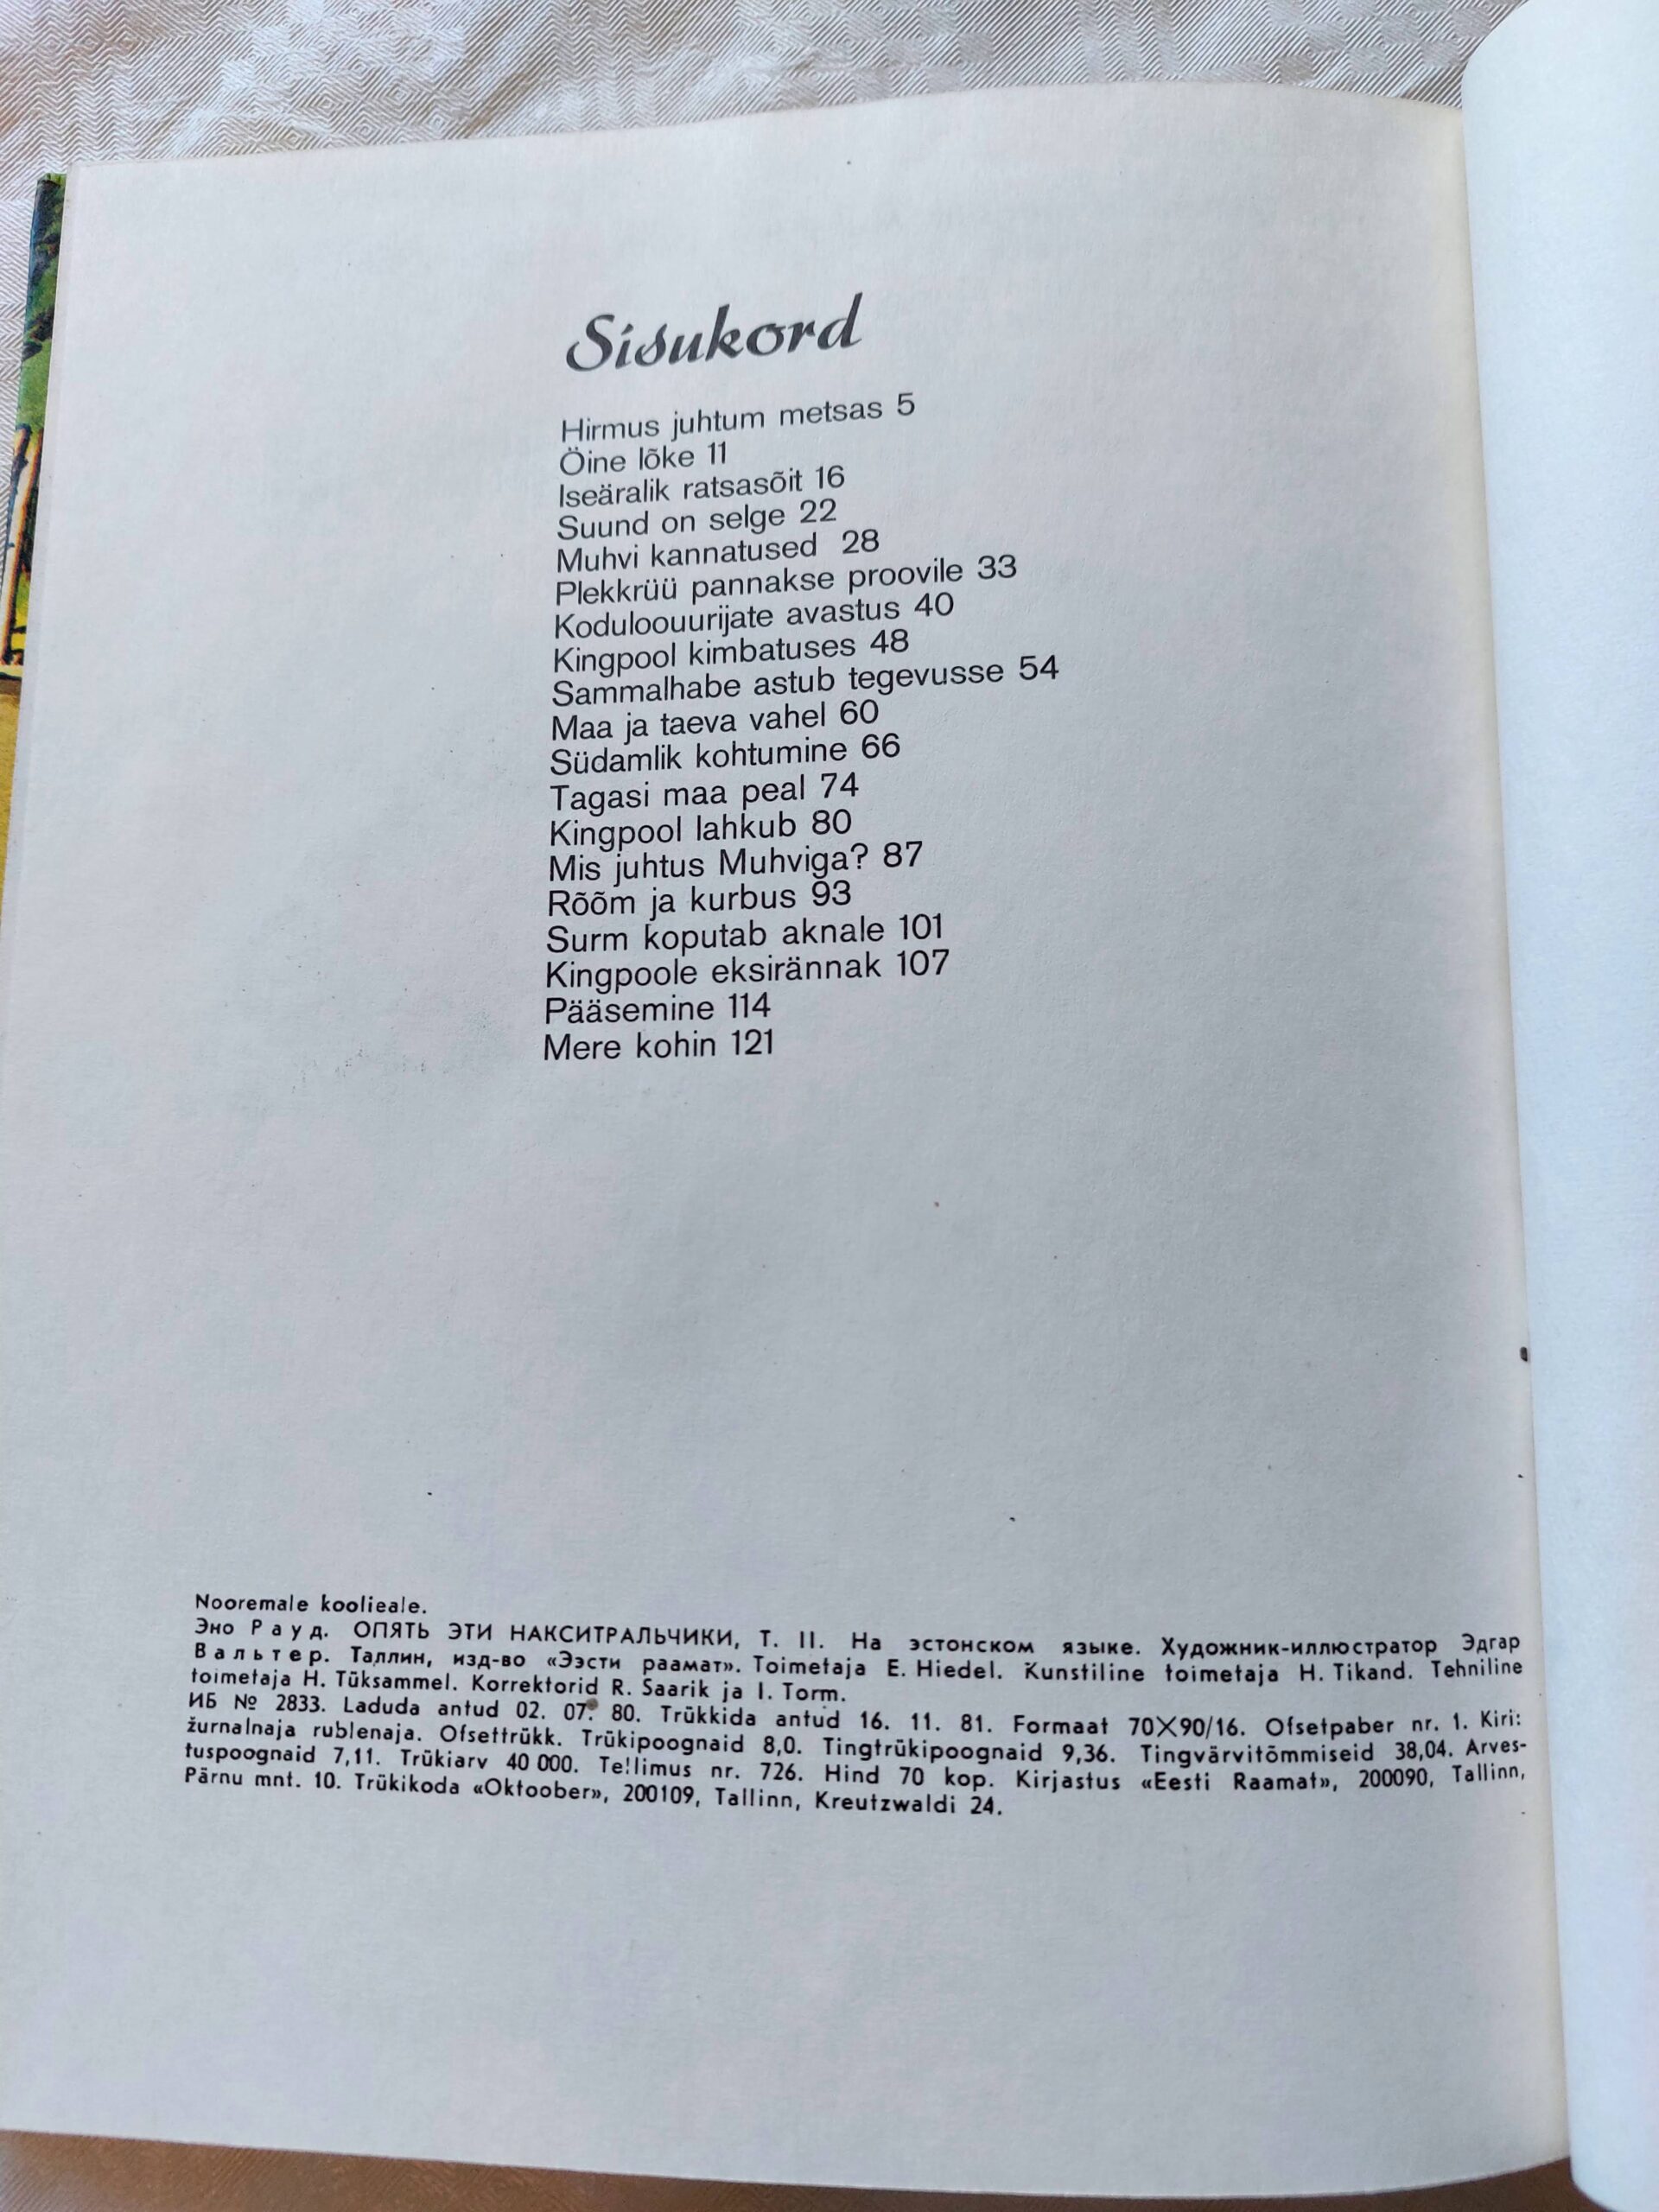 Sisukord
Hirmus juhtum metsas 5
Öine lõke 11
Iseäralik ratsasõit 16
Suund on selge 22
Muhvi kannatused 28
Plekkrüü pannakse proovile 33
Koduloouurijate avastus 40
Kingpool kimbatuses 48
Sammalhabe astub tegevusse 54
Maa ja taeva vahel 60
Südamlik kohtumine 66
Tagasi maa peal 74
Kingpool lahkub 80
Mis juhtus Muhviga? 87
Rõõm ja kurbus 93
Surm koputab aknale 101
Kingpoole eksirännak 107
Pääsemine 114
Mere kohin 121
Nooremale koolieale.
Эно Рауд. ОПЯТЬ ЭТИ НАКСИТРАЛЬЧИКИ, Т. II. На эстонском языке. Художник-иллюстратор Эдгар
Вальтер. Таллин, изд-во «Ээсти раамат». Toimetaja E. Hiedel. Kunstiline toimetaja H. Tikand. Tehniline
toimetaja H. Tüksammel. Korrektorid R. Saarik ja I. Torm.
ИБ № 2833. Laduda antud 02. 07. 80. Trükkida antud 16. 11. 81. Formaat 70×90/16. Ofsetpaber nr. 1. Kiri:
žurnalnaja rublenaja. Ofsettrükk. Trükipoognaid 8,0. Tingtrükipoognaid 9,36. Tingvärvitõmmiseid 38,04. Arves-
tuspoognaid 7,11. Trükiarv 40 000. Tellimus nr. 726. Hind 70 kop. Kirjastus «Eesti Raamat», 200090, Tallinn,
Pärnu mnt. 10. Trükikoda «Oktoober», 200109, Tallinn, Kreutzwaldi 24.